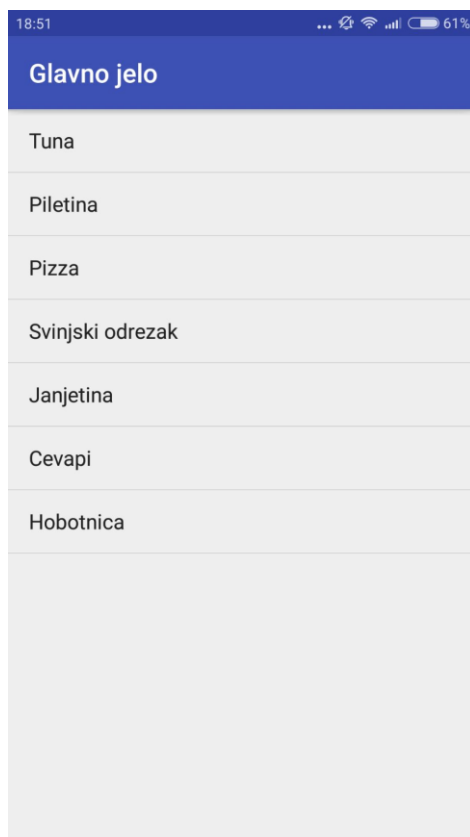 18:51 ... 61%
Glavno jelo
Tuna
Piletina
Pizza
Svinjski odrezak
Janjetina
Cevapi
Hobotnica